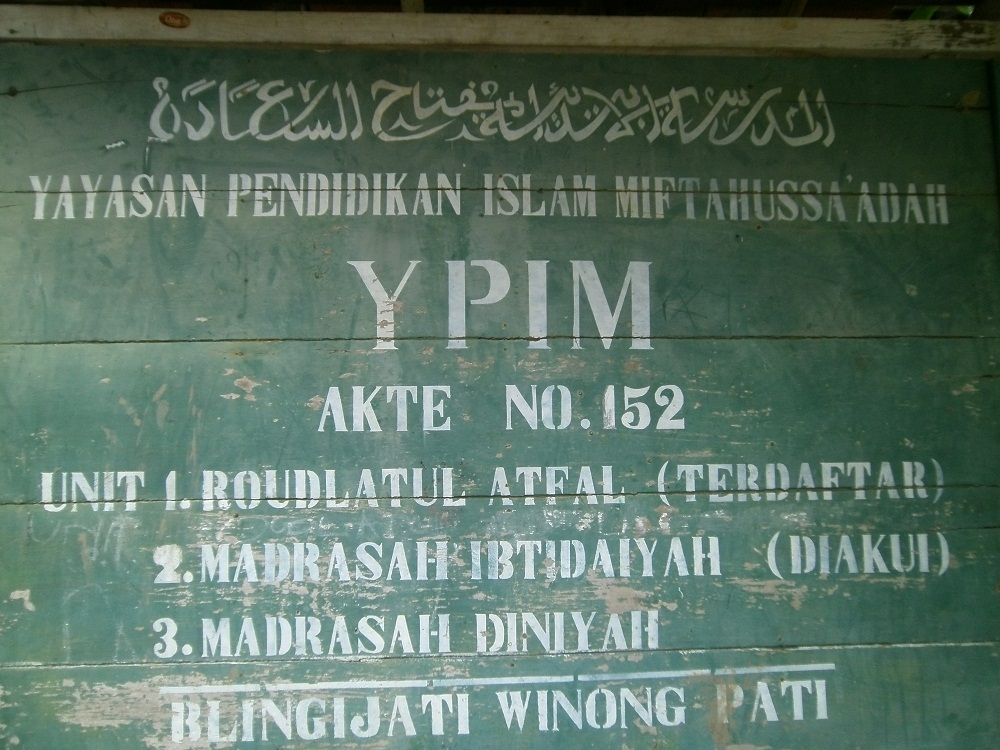 المدرسة الإبتدائية مفتاح السعادة
YAYASAN PENDIDIKAN ISLAM MIFTAHUSSA'ADAH
YPIM
AKTE NO. 152
UNIT 1. ROUDLATUL ATFAL (TERDAFTAR)
2. MADRASAH IBTIDAIYAH (DIAKUI)
3. MADRASAH DINIYAH
BLINGIJATI WINONG PATI